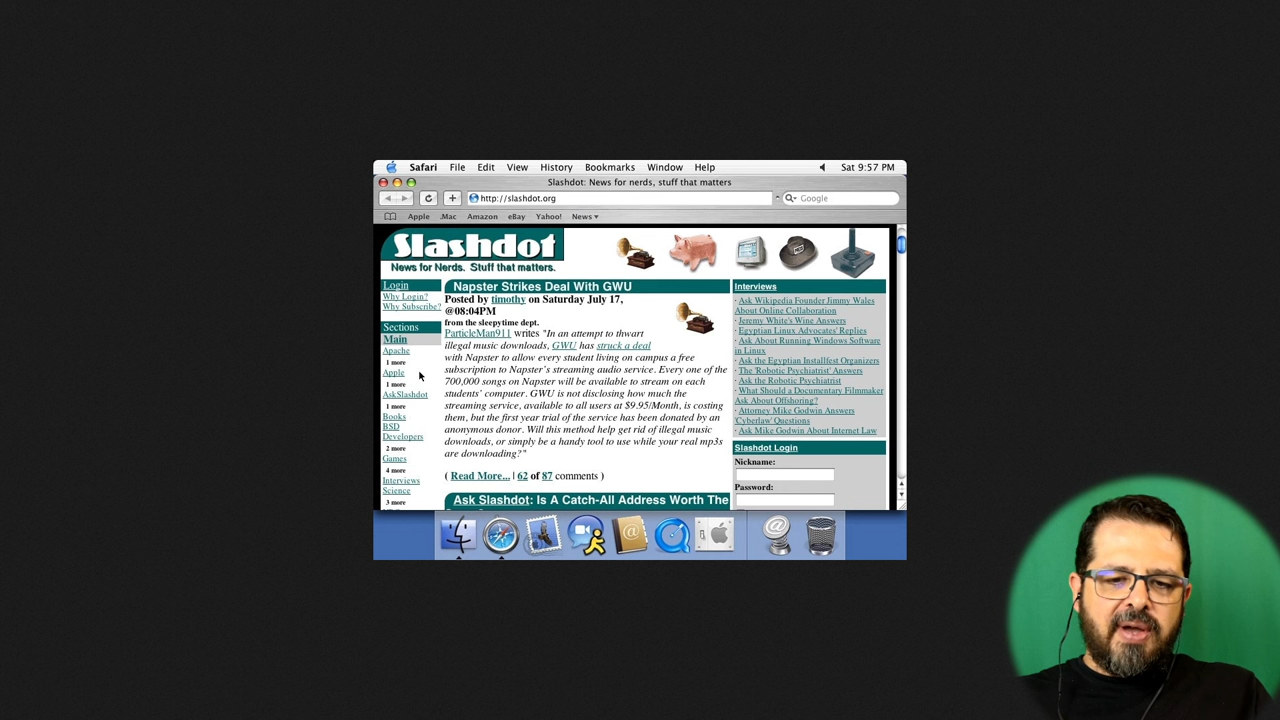 Safari File Edit View History Bookmarks Window Help Sat 9:57 PM
Slashdot: News for nerds, stuff that matters
http://slashdot.org
Google
Apple .Mac Amazon eBay Yahoo! News
Slashdot
News for Nerds. Stuff that matters.
Login
Why Login?
Why Subscribe?
Sections
Main
Apache
1 more
Apple
1 more
AskSlashdot
1 more
Books
BSD
Developers
2 more
Games
4 more
Interviews
Science
3 more
Napster Strikes Deal With GWU
Posted by timothy on Saturday July 17,
@08:04PM
from the sleepytime dept.
ParticleMan911 writes "In an attempt to thwart
illegal music downloads, GWU has struck a deal
with Napster to allow every student living on campus a free
subscription to Napster's streaming audio service. Every one of the
700,000 songs on Napster will be available to stream on each
students' computer. GWU is not disclosing how much the
streaming service, available to all users at $9.95/Month, is costing
them, but the first year trial of the service has been donated by an
anonymous donor. Will this method help get rid of illegal music
downloads, or simply be a handy tool to use while your real mp3s
are downloading?"
( Read More... | 62 of 87 comments )
Ask Slashdot: Is A Catch-All Address Worth The
Interviews
· Ask Wikipedia Founder Jimmy Wales
About Online Collaboration
· Jeremy White's Wine Answers
· Egyptian Linux Advocates' Replies
· Ask About Running Windows Software
in Linux
· Ask the Egyptian Installfest Organizers
· The 'Robotic Psychiatrist' Answers
· Ask the Robotic Psychiatrist
· What Should a Documentary Filmmaker
Ask About Offshoring?
· Attorney Mike Godwin Answers
'Cyberlaw' Questions
· Ask Mike Godwin About Internet Law
Slashdot Login
Nickname:
Password: